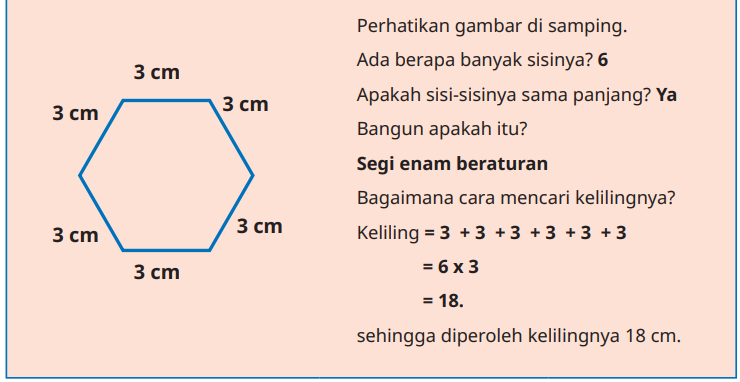 3 cm
3 cm
3 cm
3 cm
3 cm
3 cm
Perhatikan gambar di samping.
Ada berapa banyak sisinya? 6
Apakah sisi-sisinya sama panjang? Ya
Bangun apakah itu?
Segi enam beraturan
Bagaimana cara mencari kelilingnya?
Keliling = 3 + 3 + 3 + 3 + 3 + 3
= 6 x 3
= 18.
sehingga diperoleh kelilingnya 18 cm.